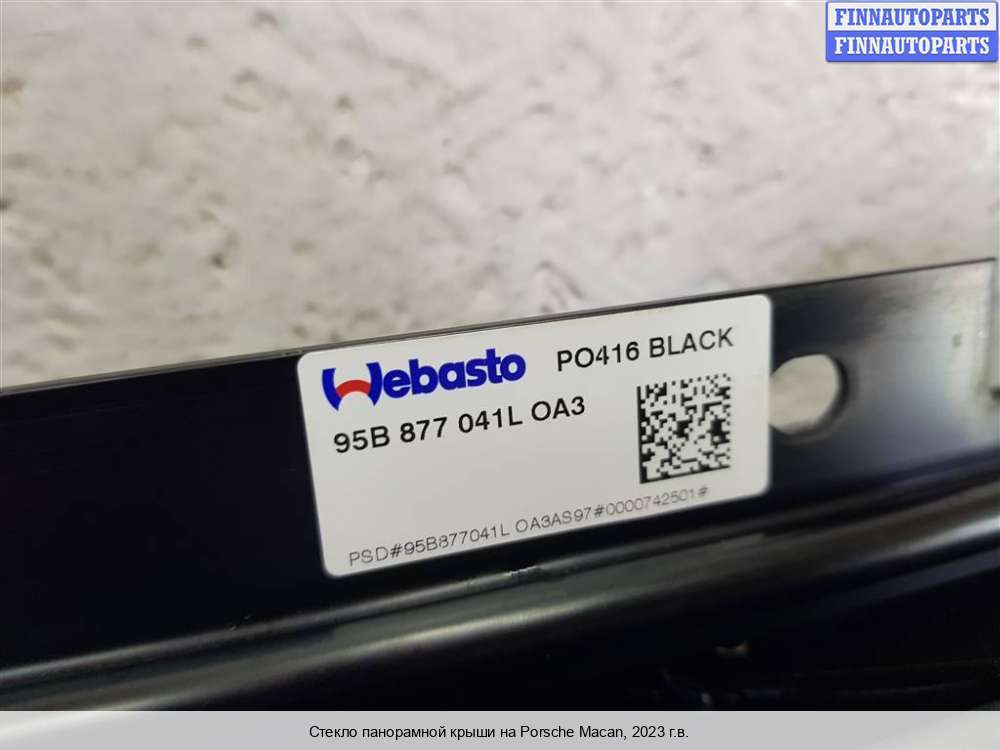 FINNAUTOPARTS
FINNAUTOPARTS
Webasto PO416 BLACK
95B 877 041L OA3
PSD#95B877041L OA3AS97#0000742501#
Стекло панорамной крыши на Porsche Macan, 2023 г.в.